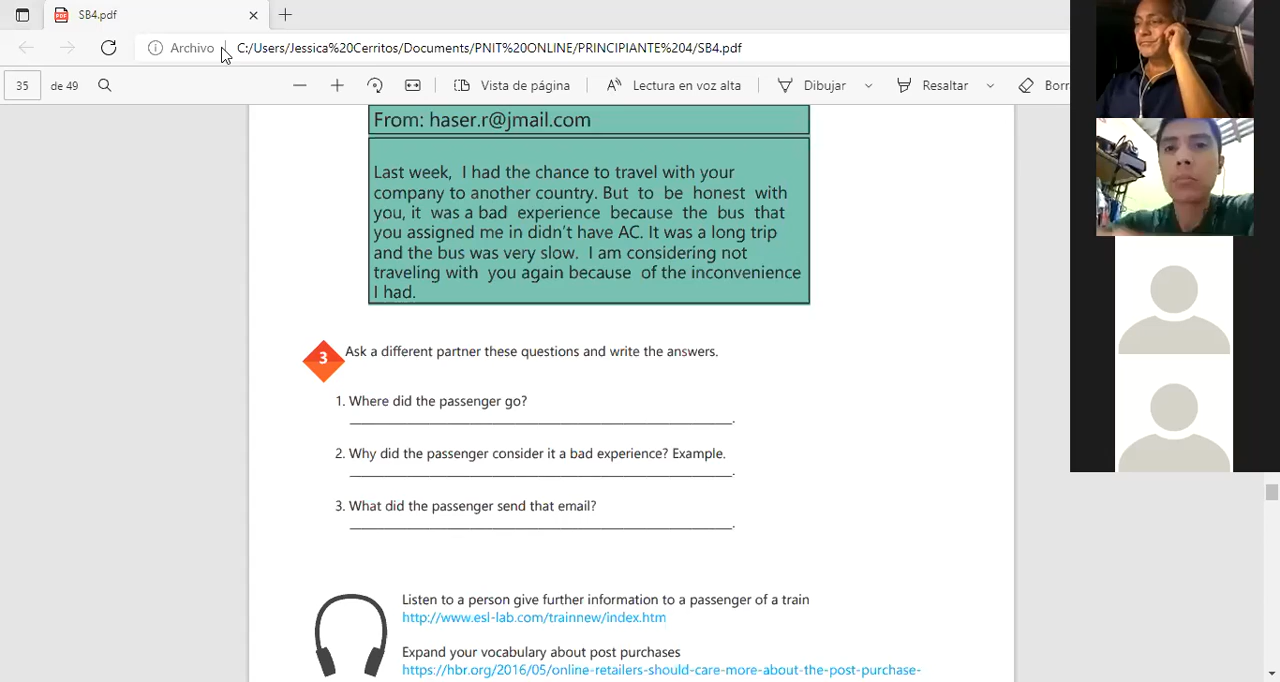 SB4.pdf
Archivo
C:/Users/Jessica%20Cerritos/Documents/PNIT%20ONLINE/PRINCIPIANTE%204/SB4.pdf
35
de 49
Vista de página
Lectura en voz alta
Dibujar
Resaltar
Borr
From: haser.r@jmail.com
Last week, I had the chance to travel with your
company to another country. But to be honest with
you, it was a bad experience because the bus that
you assigned me in didn't have AC. It was a long trip
and the bus was very slow. I am considering not
traveling with you again because of the inconvenience
I had.
3 Ask a different partner these questions and write the answers.
1. Where did the passenger go?
2. Why did the passenger consider it a bad experience? Example.
3. What did the passenger send that email?
Listen to a person give further information to a passenger of a train
http://www.esl-lab.com/trainnew/index.htm
Expand your vocabulary about post purchases
https://hbr.org/2016/05/online-retailers-should-care-more-about-the-post-purchase-